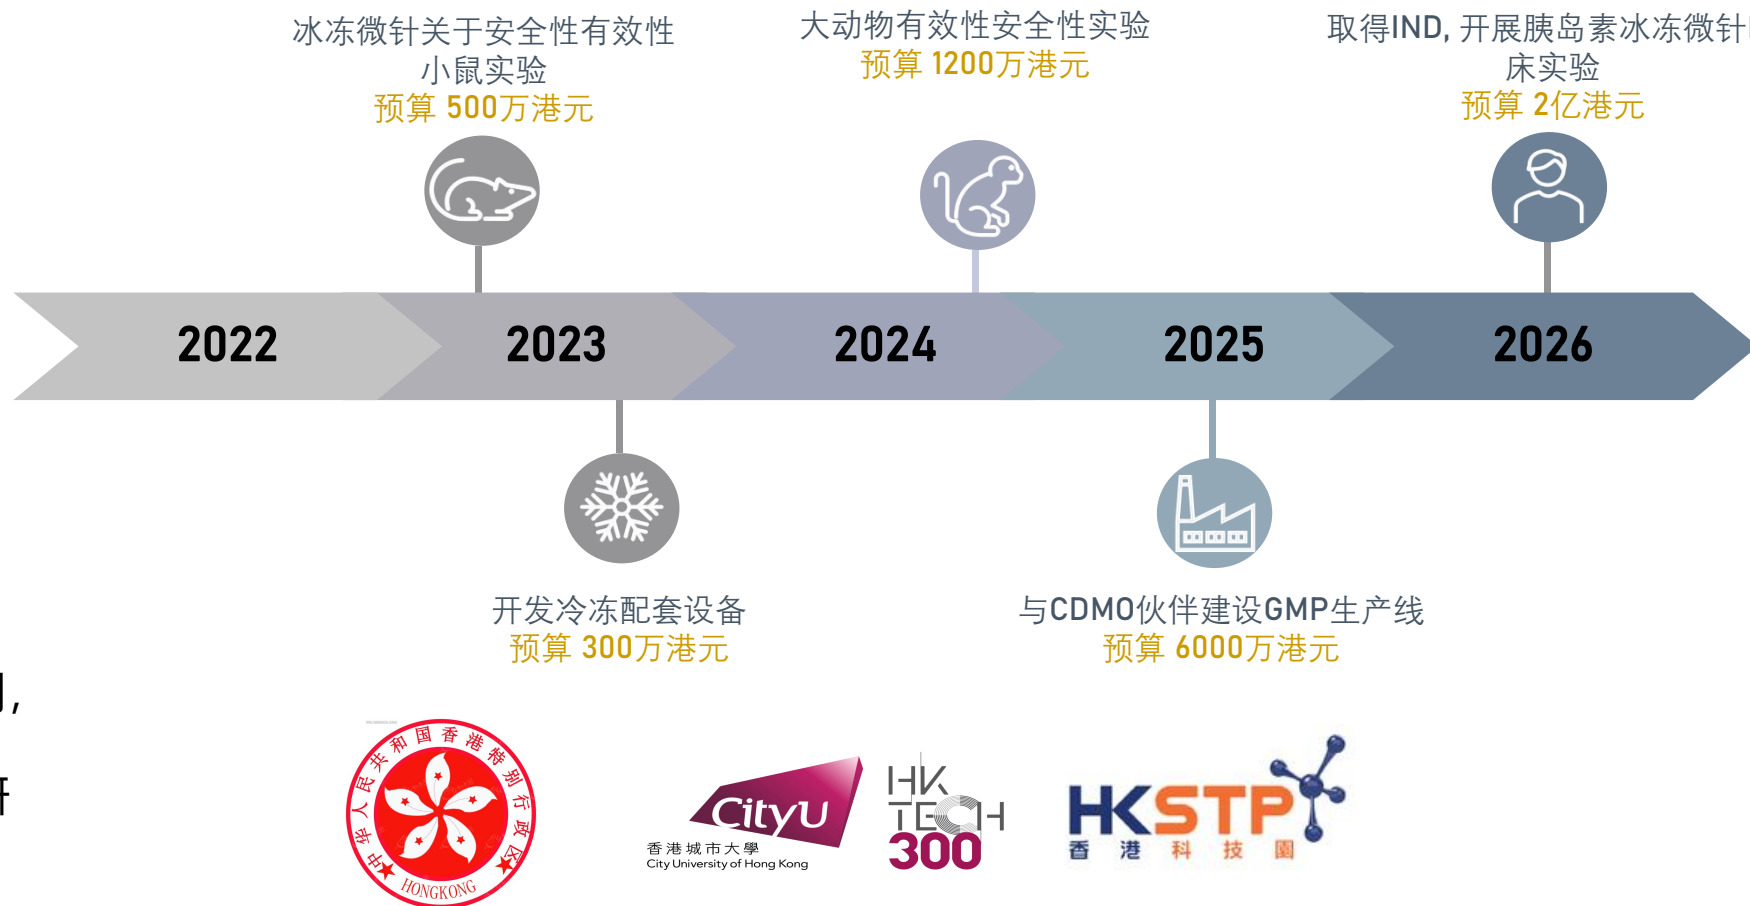 冰冻微针关于安全性有效性
小鼠实验
预算 500万港元
大动物有效性安全性实验
预算 1200万港元
取得IND, 开展胰岛素冰冻微针
床实验
预算 2亿港元
2022
2023
2024
2025
2026
开发冷冻配套设备
预算 300万港元
与CDMO伙伴建设GMP生产线
预算 6000万港元
中华人民共和国香港特别行政区
HONGKONG
CityU
香港城市大學
City University of Hong Kong
HK
TECH
300
HKSTP
香港科技園